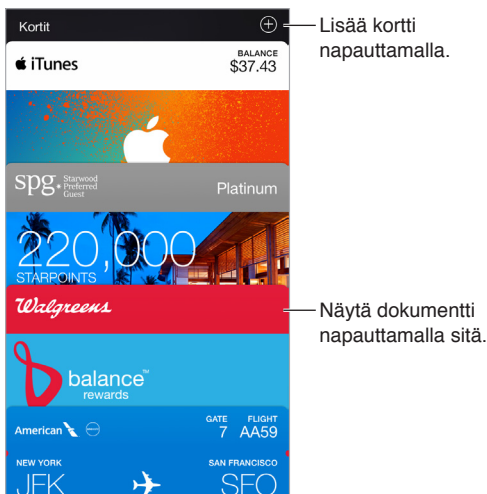 Kortit
Lisää kortti
napauttamalla.
iTunes
BALANCE
$37.43
spg. Starwood
Preferred
Guest
Platinum
220,000
STARPOINTS
Walgreens
Näytä dokumentti
napauttamalla sitä.
balance™
rewards
American
GATE FLIGHT
7 AA59
NEW YORK SAN FRANCISCO
JFK SFO